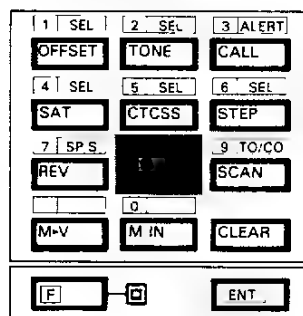 1 SEL 2 SEL 3 ALERT
OFFSET TONE CALL
4 SEL 5 SEL 6 SEL
SAT CTCSS STEP
7 SP.S 9 TO/CO
REV SCAN
0
M▸V M IN CLEAR
F ENT